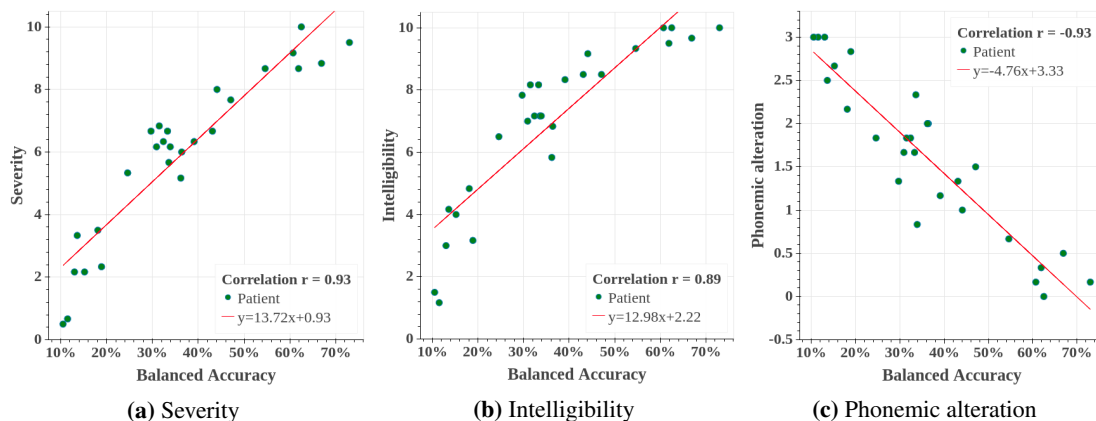 10
8
6
4
2
0
Severity
10%
20%
30%
40%
50%
60%
70%
Balanced Accuracy
Correlation r = 0.93
Patient
y=13.72x+0.93
(a) Severity
10
8
6
4
2
0
Intelligibility
10%
20%
30%
40%
50%
60%
70%
Balanced Accuracy
Correlation r = 0.89
Patient
y=12.98x+2.22
(b) Intelligibility
3
2.5
2
1.5
1
0.5
0
-0.5
Phonemic alteration
10%
20%
30%
40%
50%
60%
70%
Balanced Accuracy
Correlation r = -0.93
Patient
y=-4.76x+3.33
(c) Phonemic alteration